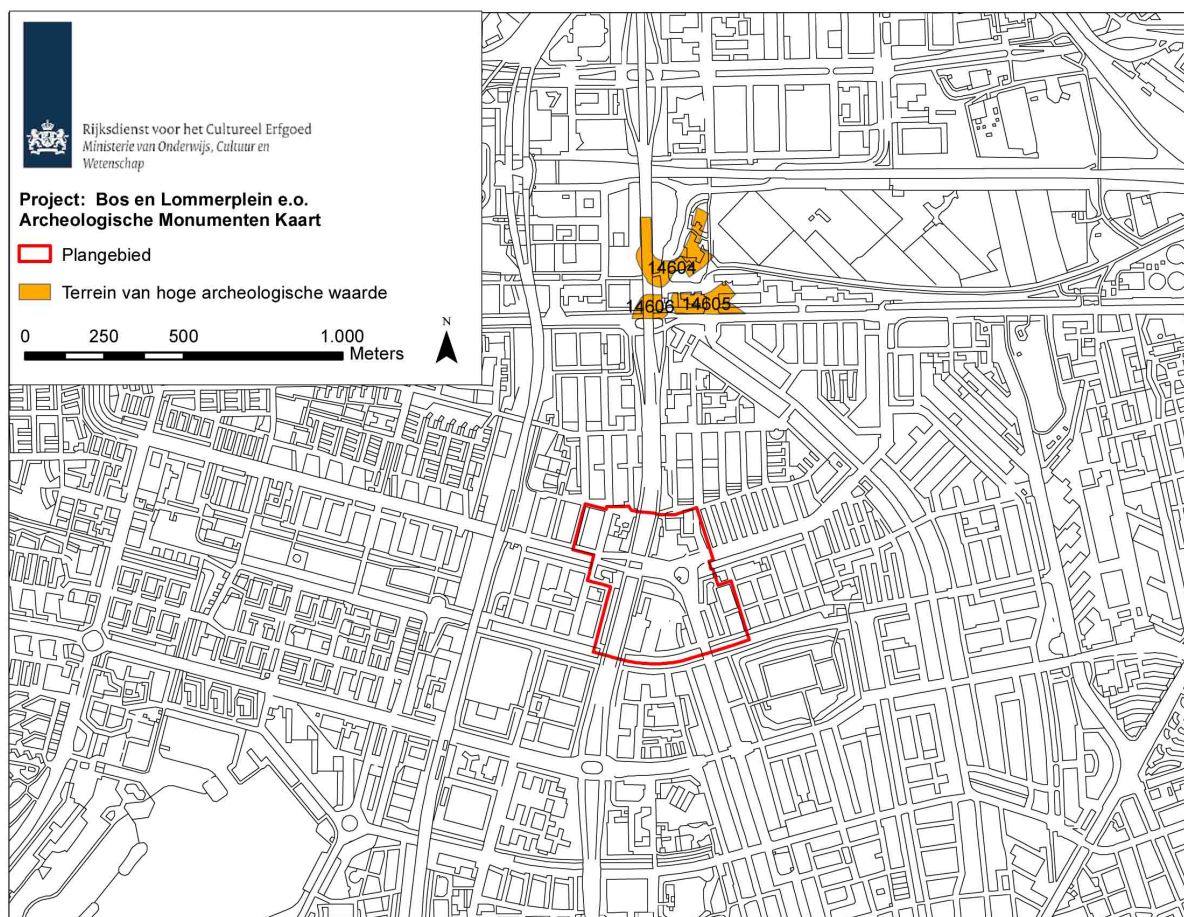 Rijksdienst voor het Cultureel Erfgoed
Ministerie van Onderwijs, Cultuur en
Wetenschap
Project: Bos en Lommerplein e.o.
Archeologische Monumenten Kaart
Plangebied
Terrein van hoge archeologische waarde
0 250 500 1.000
Meters
N
14604
14606
14605